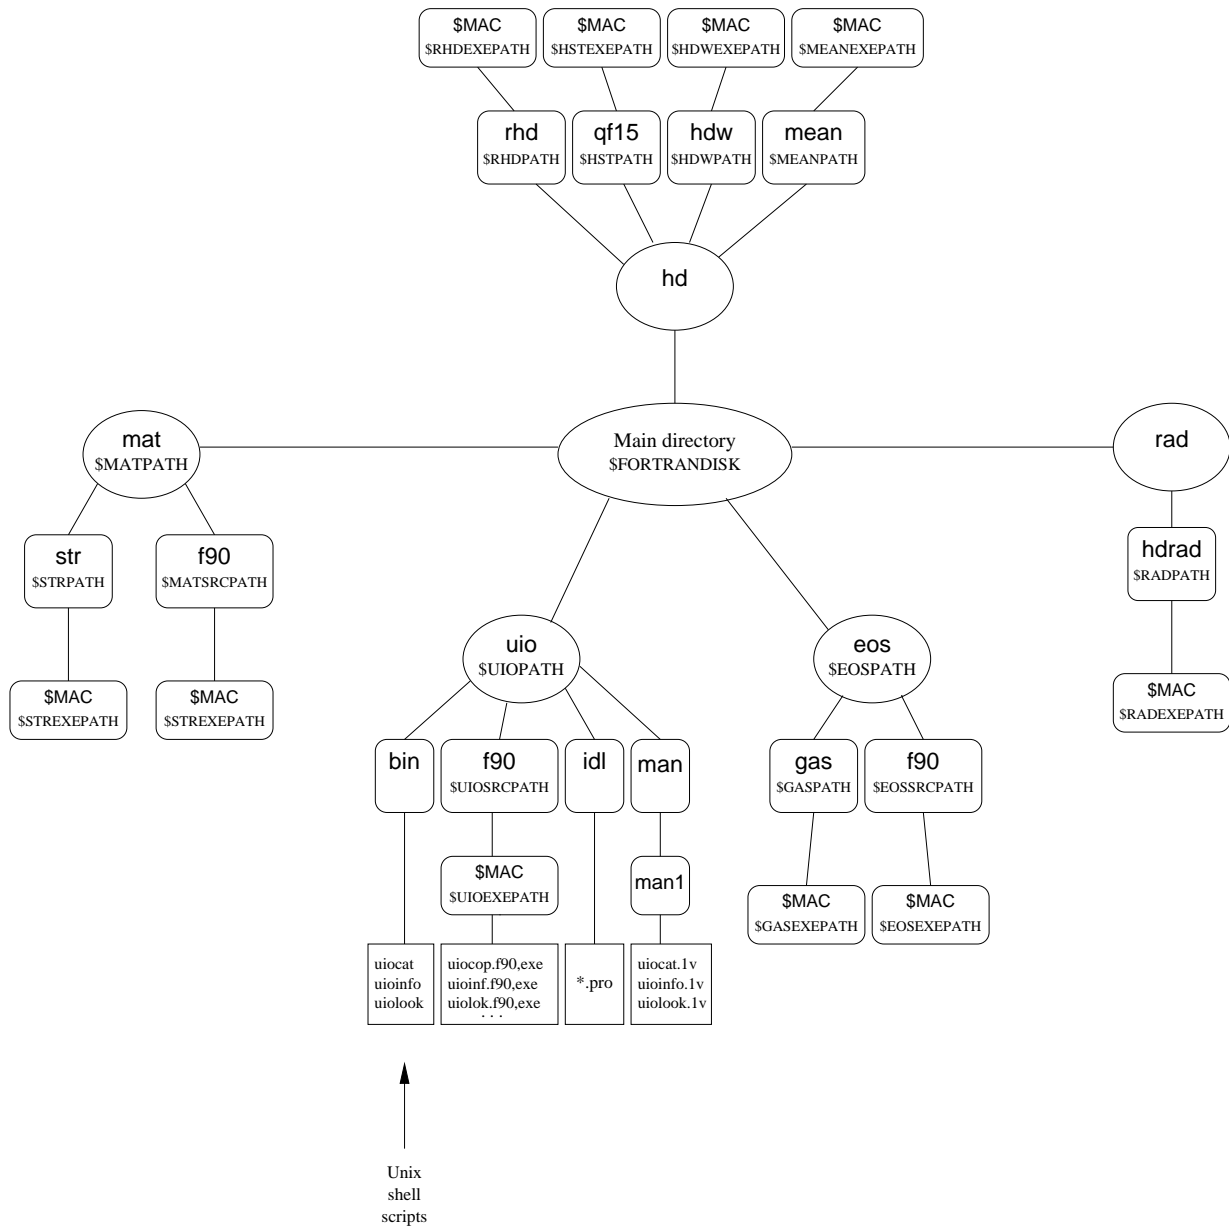 $MAC
$RHDEXEPATH
$MAC
$HSTEXEPATH
$MAC
$HDWEXEPATH
$MAC
$MEANEXEPATH
rhd
$RHDPATH
qf15
$HSTPATH
hdw
$HDWPATH
mean
$MEANPATH
hd
mat
$MATPATH
Main directory
$FORTRANDISK
rad
str
$STRPATH
f90
$MATSRCPATH
hdrad
$RADPATH
uio
$UIOPATH
eos
$EOSPATH
$MAC
$STREXEPATH
$MAC
$STREXEPATH
$MAC
$RADEXEPATH
bin
f90
$UIOSRCPATH
idl
man
gas
$GASPATH
f90
$EOSSRCPATH
$MAC
$UIOEXEPATH
man1
$MAC
$GASEXEPATH
$MAC
$EOSEXEPATH
uiocat
uioinfo
uiolook
uiocop.f90,exe
uioinf.f90,exe
uiolok.f90,exe
. . .
*.pro
uiocat.1v
uioinfo.1v
uiolook.1v
Unix
shell
scripts